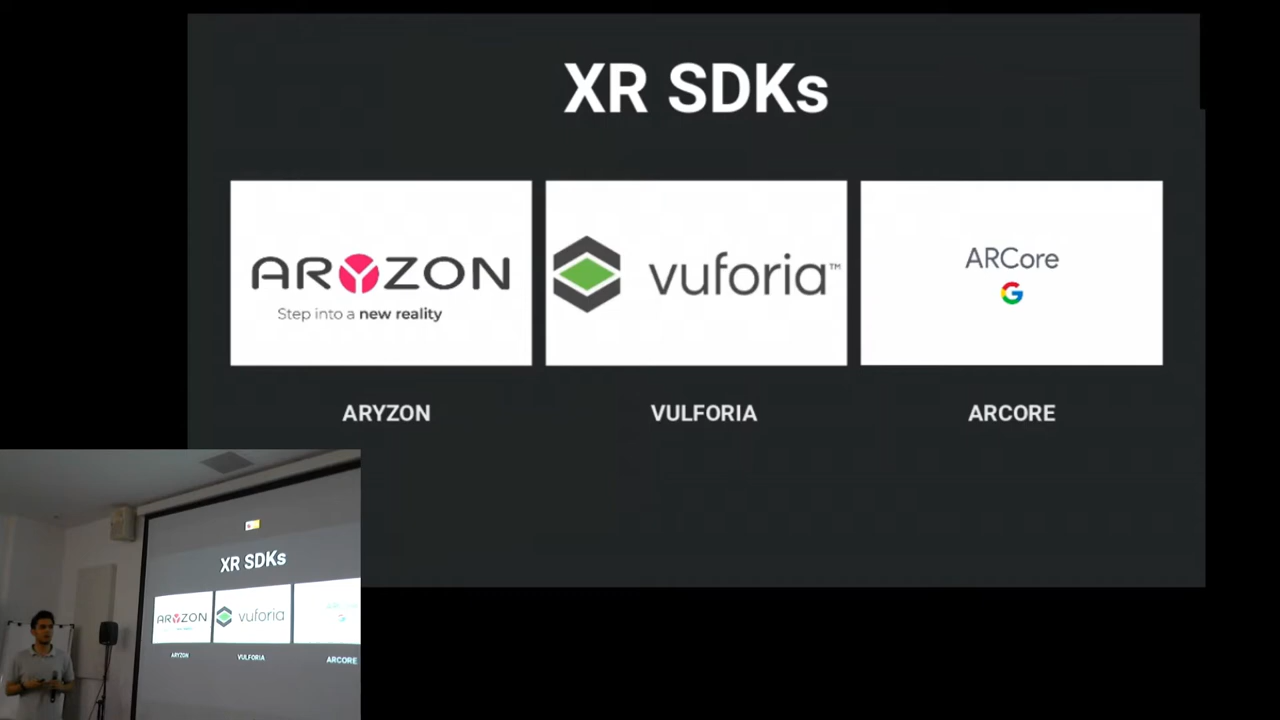 XR SDKs
ARYZON
Step into a new reality
vuforia™
ARCore
G
ARYZON
VULFORIA
ARCORE
XR SDKs
ARYZON
vuforia
ARYZON
VULFORIA
ARCORE